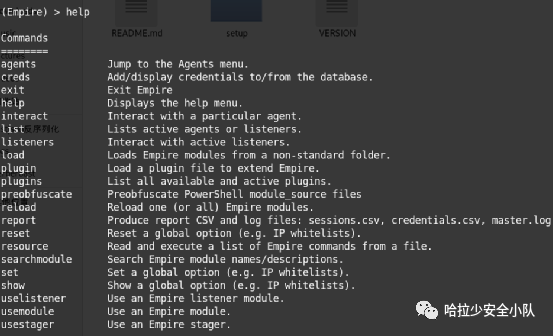 (Empire) > help
README.md setup VERSION
Commands
========
agents Jump to the Agents menu.
creds Add/display credentials to/from the database.
exit Exit Empire
help Displays the help menu.
interact Interact with a particular agent.
list Lists active agents or listeners.
listeners Interact with active listeners.
load Loads Empire modules from a non-standard folder.
plugin Load a plugin file to extend Empire.
plugins List all available and active plugins.
preobfuscate Preobfuscate PowerShell module_source files
reload Reload one (or all) Empire modules.
report Produce report CSV and log files: sessions.csv, credentials.csv, master.log
reset Reset a global option (e.g. IP whitelists).
resource Read and execute a list of Empire commands from a file.
searchmodule Search Empire module names/descriptions.
set Set a global option (e.g. IP whitelists).
show Show a global option (e.g. IP whitelists).
uselistener Use an Empire listener module.
usemodule Use an Empire module.
usestager Use an Empire stager.
哈拉少安全小队